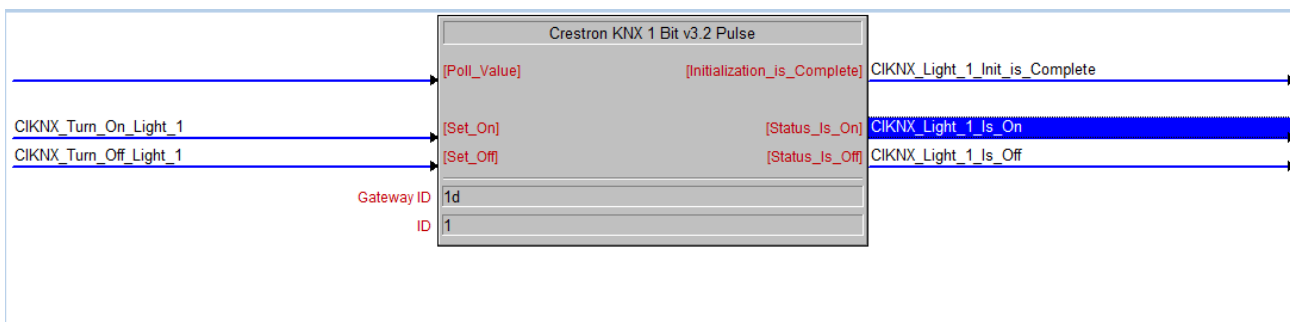 Crestron KNX 1 Bit v3.2 Pulse
[Poll_Value] [Initialization_is_Complete] CIKNX_Light_1_Init_is_Complete
CIKNX_Turn_On_Light_1 [Set_On] [Status_Is_On] CIKNX_Light_1_Is_On
CIKNX_Turn_Off_Light_1 [Set_Off] [Status_Is_Off] CIKNX_Light_1_Is_Off
Gateway ID 1d
ID 1